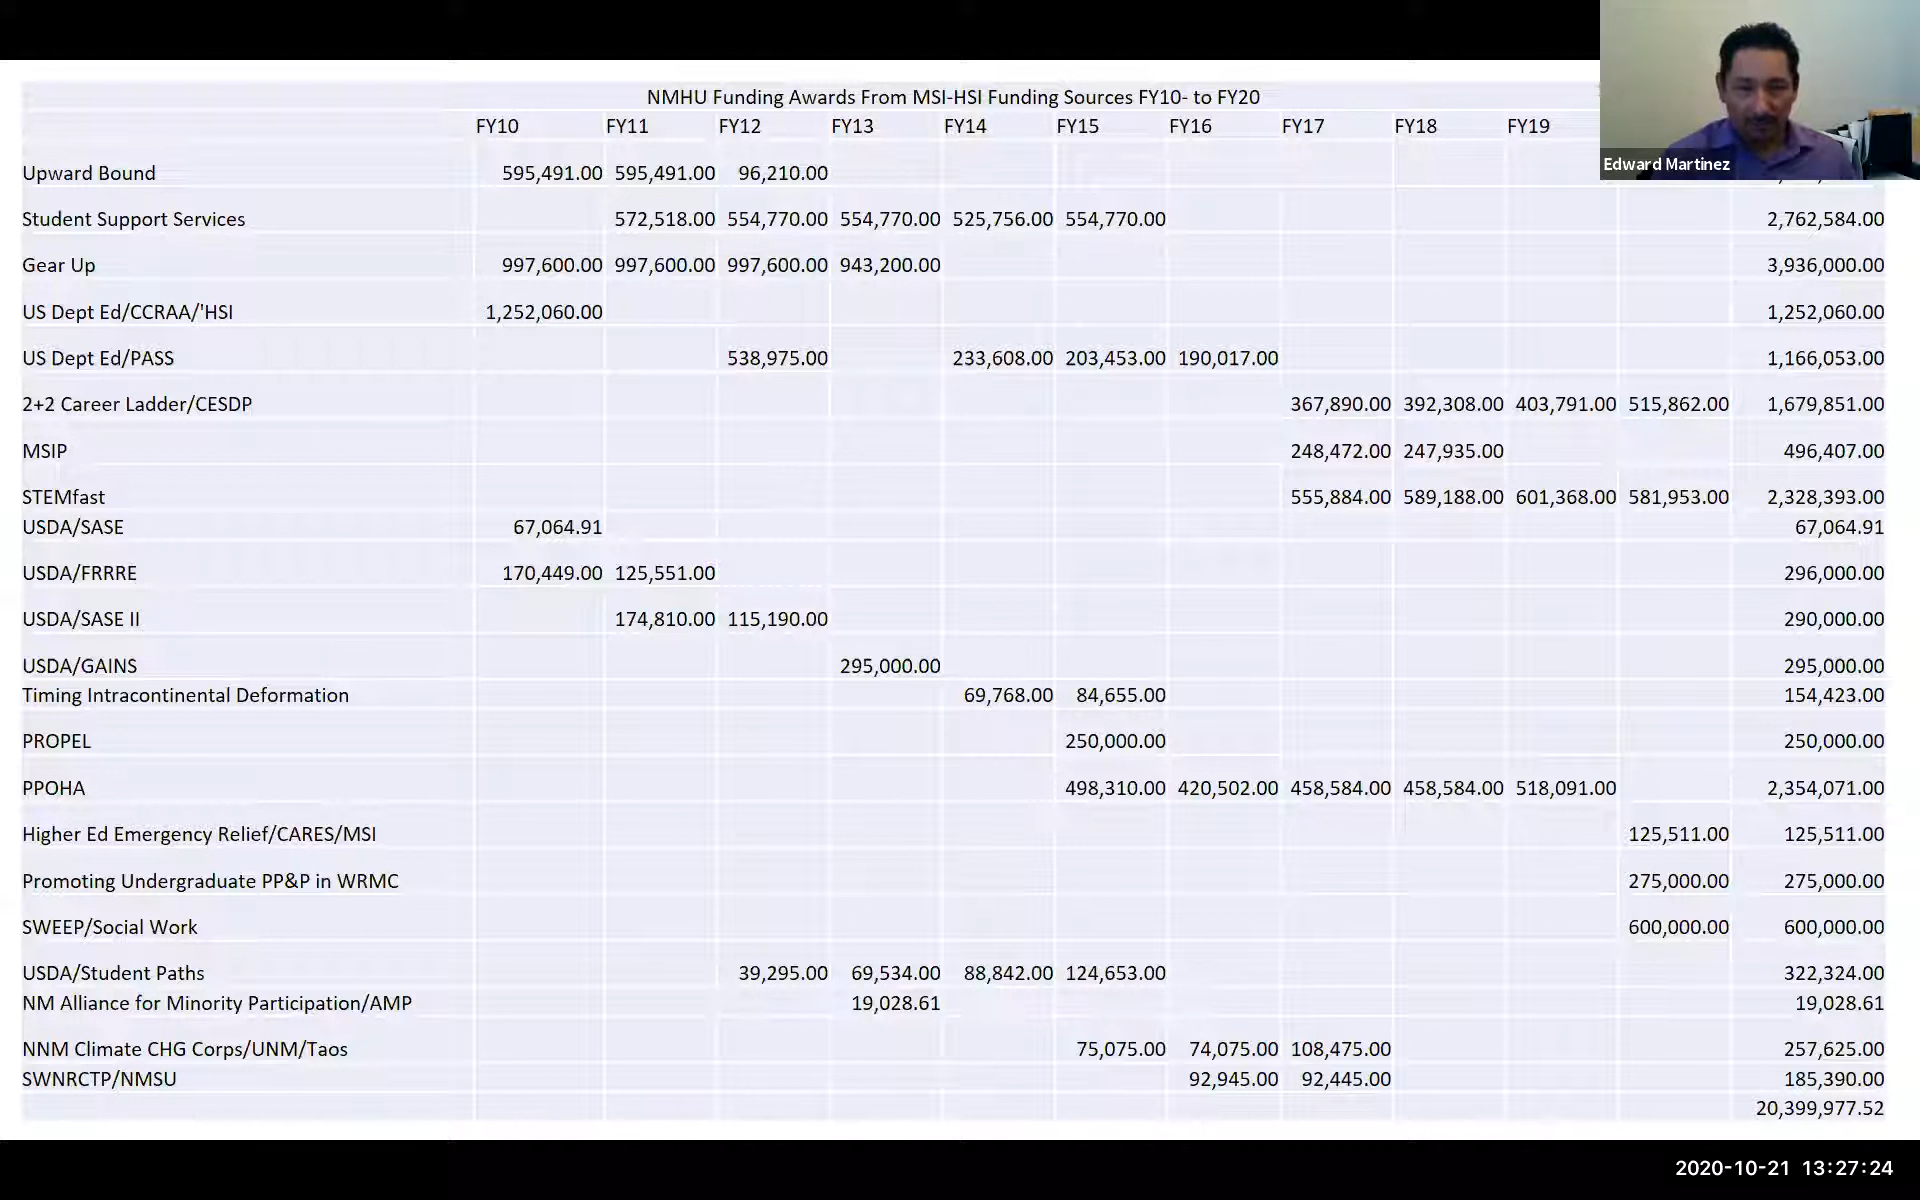 NMHU Funding Awards From MSI-HSI Funding Sources FY10- to FY20
FY10 FY11 FY12 FY13 FY14 FY15 FY16 FY17 FY18 FY19
Edward Martinez
Upward Bound 595,491.00 595,491.00 96,210.00
Student Support Services 572,518.00 554,770.00 554,770.00 525,756.00 554,770.00 2,762,584.00
Gear Up 997,600.00 997,600.00 997,600.00 943,200.00 3,936,000.00
US Dept Ed/CCRAA/'HSI 1,252,060.00 1,252,060.00
US Dept Ed/PASS 538,975.00 233,608.00 203,453.00 190,017.00 1,166,053.00
2+2 Career Ladder/CESDP 367,890.00 392,308.00 403,791.00 515,862.00 1,679,851.00
MSIP 248,472.00 247,935.00 496,407.00
STEMfast 555,884.00 589,188.00 601,368.00 581,953.00 2,328,393.00
USDA/SASE 67,064.91 67,064.91
USDA/FRRRE 170,449.00 125,551.00 296,000.00
USDA/SASE II 174,810.00 115,190.00 290,000.00
USDA/GAINS 295,000.00 295,000.00
Timing Intracontinental Deformation 69,768.00 84,655.00 154,423.00
PROPEL 250,000.00 250,000.00
PPOHA 498,310.00 420,502.00 458,584.00 458,584.00 518,091.00 2,354,071.00
Higher Ed Emergency Relief/CARES/MSI 125,511.00 125,511.00
Promoting Undergraduate PP&P in WRMC 275,000.00 275,000.00
SWEEP/Social Work 600,000.00 600,000.00
USDA/Student Paths 39,295.00 69,534.00 88,842.00 124,653.00 322,324.00
NM Alliance for Minority Participation/AMP 19,028.61 19,028.61
NNM Climate CHG Corps/UNM/Taos 75,075.00 74,075.00 108,475.00 257,625.00
SWNRCTP/NMSU 92,945.00 92,445.00 185,390.00
20,399,977.52
2020-10-21 13:27:24